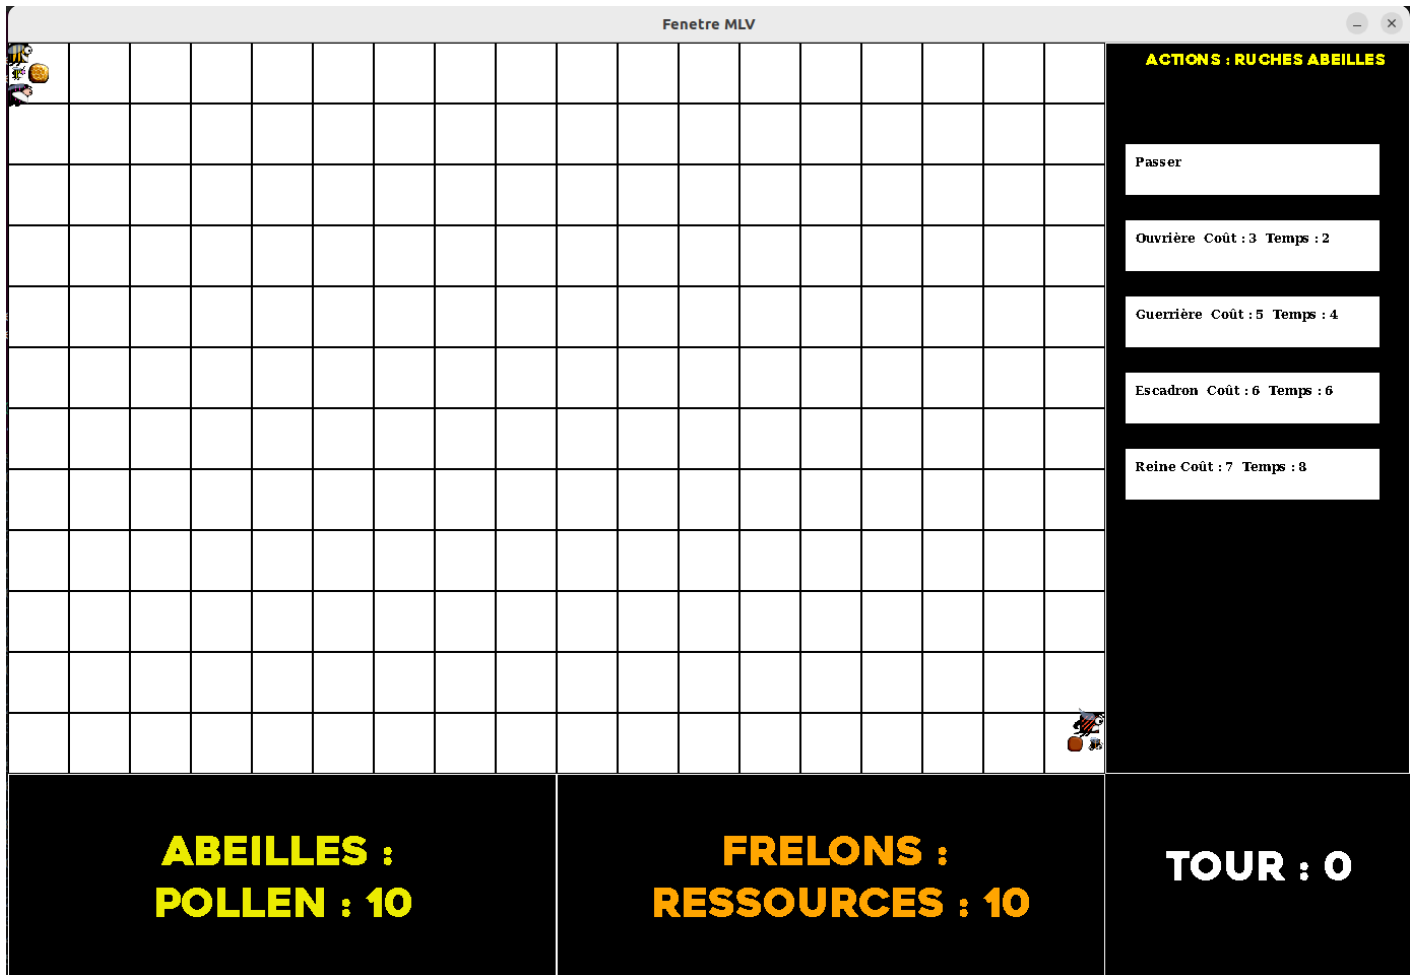 Fenetre MLV
ACTIONS : RUCHES ABEILLES
Passer
Ouvrière Coût : 3 Temps : 2
Guerrière Coût : 5 Temps : 4
Escadron Coût : 6 Temps : 6
Reine Coût : 7 Temps : 8
ABEILLES :
POLLEN : 10
FRELONS :
RESSOURCES : 10
TOUR : 0